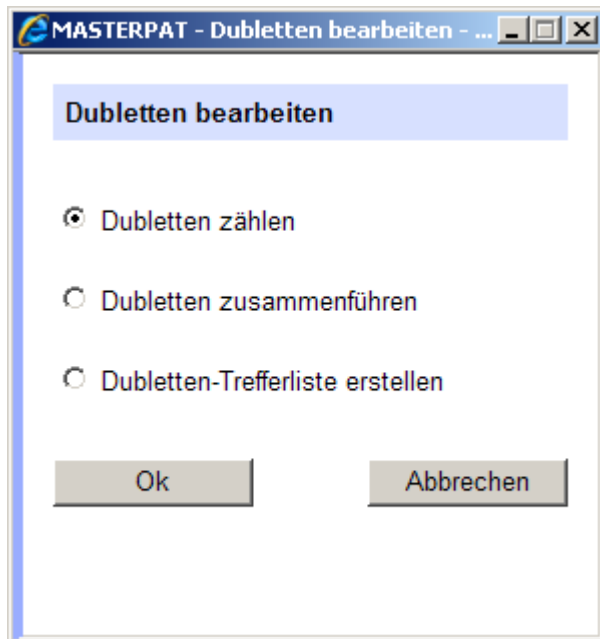 MASTERPAT - Dubletten bearbeiten - ...
Dubletten bearbeiten
Dubletten zählen
Dubletten zusammenführen
Dubletten-Trefferliste erstellen
Ok Abbrechen